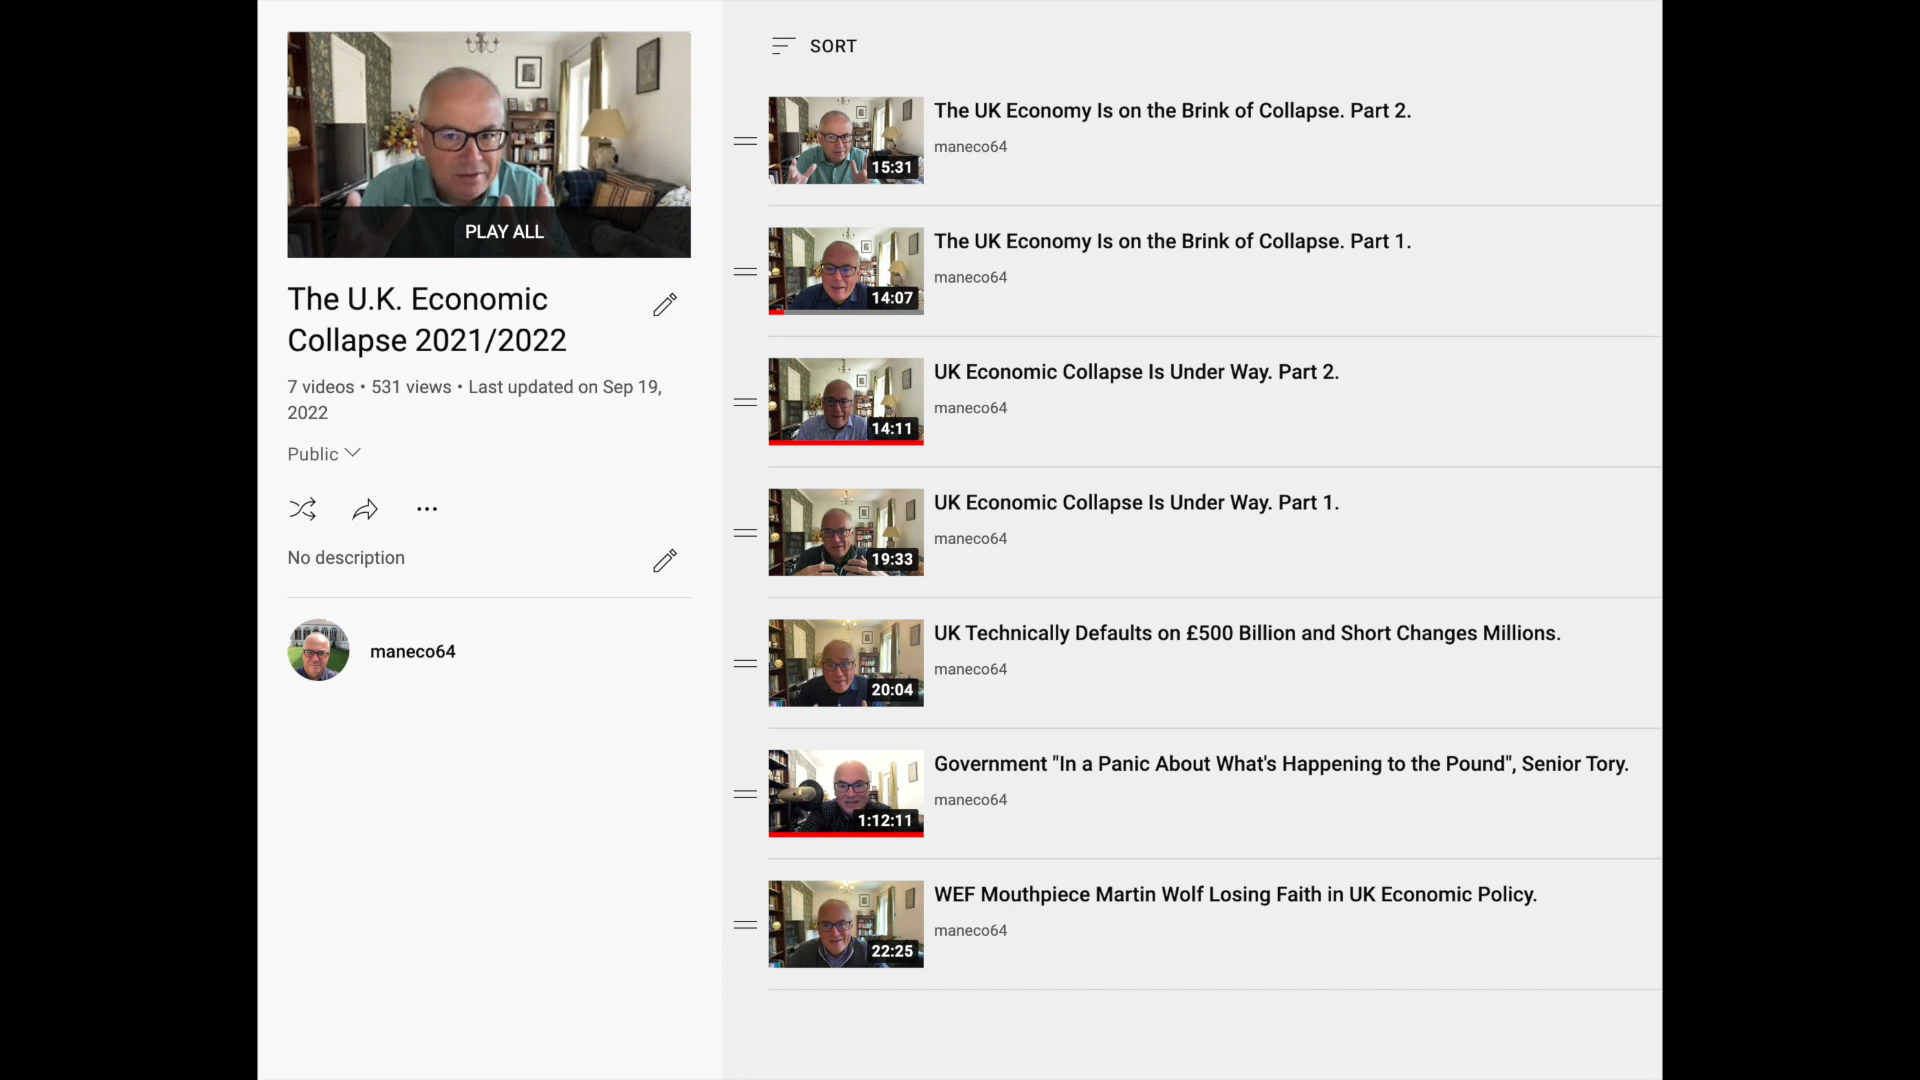 PLAY ALL
The U.K. Economic
Collapse 2021/2022
7 videos • 531 views • Last updated on Sep 19,
2022
Public
No description
maneco64
SORT
The UK Economy Is on the Brink of Collapse. Part 2.
maneco64
15:31
The UK Economy Is on the Brink of Collapse. Part 1.
maneco64
14:07
UK Economic Collapse Is Under Way. Part 2.
maneco64
14:11
UK Economic Collapse Is Under Way. Part 1.
maneco64
19:33
UK Technically Defaults on £500 Billion and Short Changes Millions.
maneco64
20:04
Government "In a Panic About What's Happening to the Pound", Senior Tory.
maneco64
1:12:11
WEF Mouthpiece Martin Wolf Losing Faith in UK Economic Policy.
maneco64
22:25